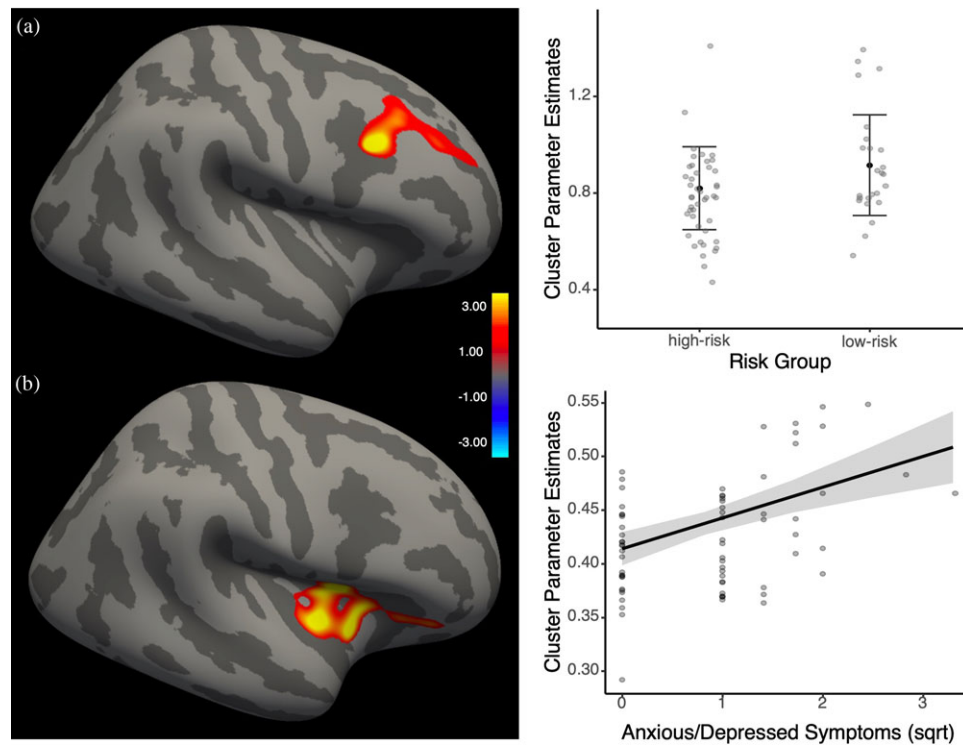 (a)
3.00
1.00
-1.00
-3.00
(b)
Cluster Parameter Estimates
1.2
0.8
0.4
high-risk
low-risk
Risk Group
Cluster Parameter Estimates
0.55
0.50
0.45
0.40
0.35
0.30
0
1
2
3
Anxious/Depressed Symptoms (sqrt)